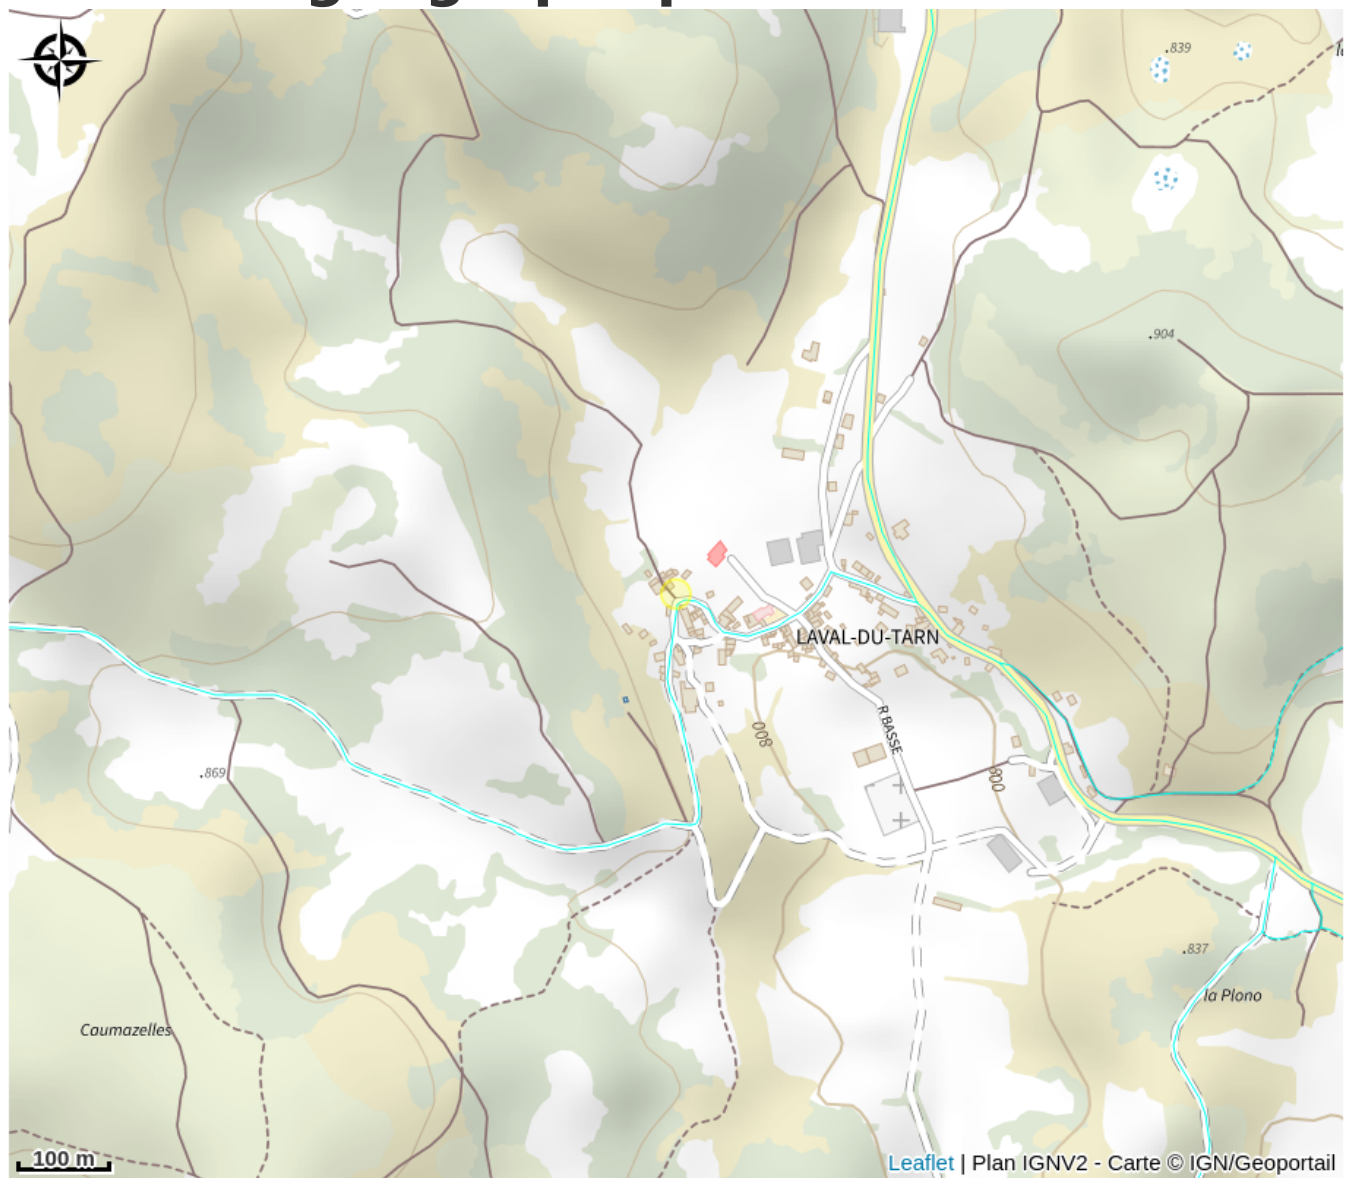 .839
.904
LAVAL-DU-TARN
R BASSE
800
800
.869
.837
la Plono
Caumazelles
100 m
Leaflet | Plan IGNV2 - Carte © IGN/Geoportail